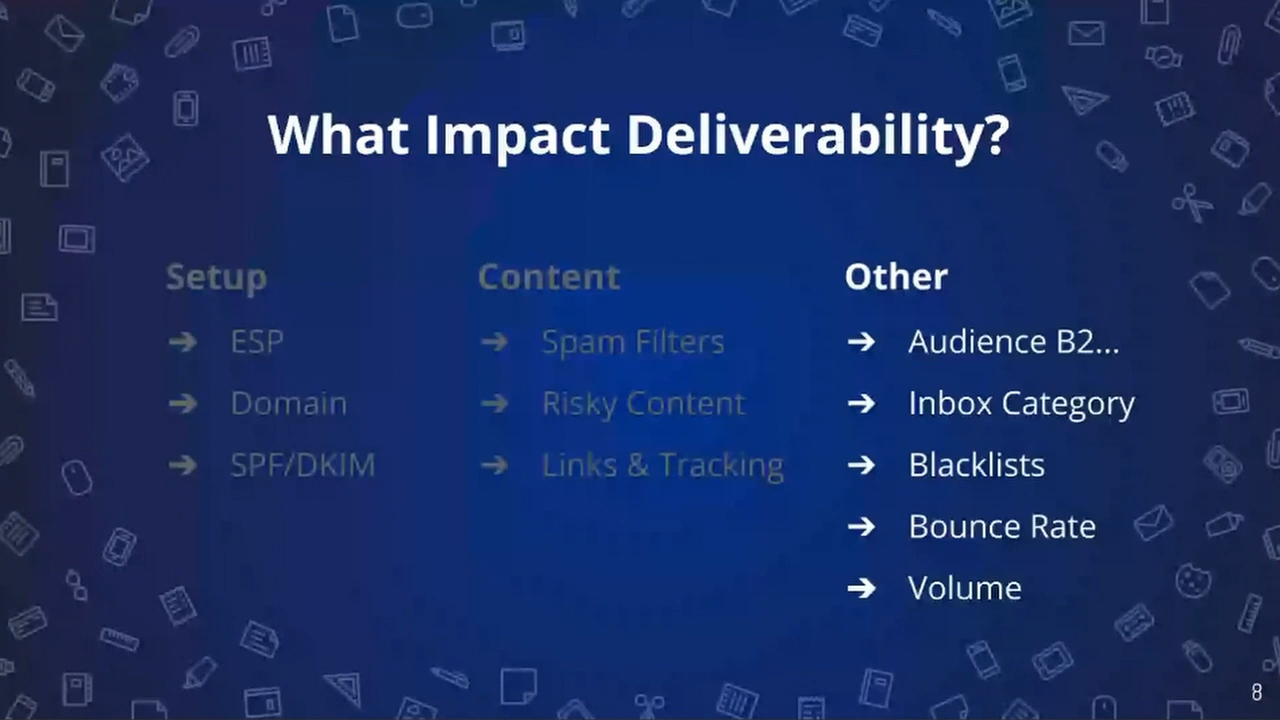 What Impact Deliverability?
Setup
➔ ESP
➔ Domain
➔ SPF/DKIM
Content
➔ Spam Filters
➔ Risky Content
➔ Links & Tracking
Other
➔ Audience B2...
➔ Inbox Category
➔ Blacklists
➔ Bounce Rate
➔ Volume
8